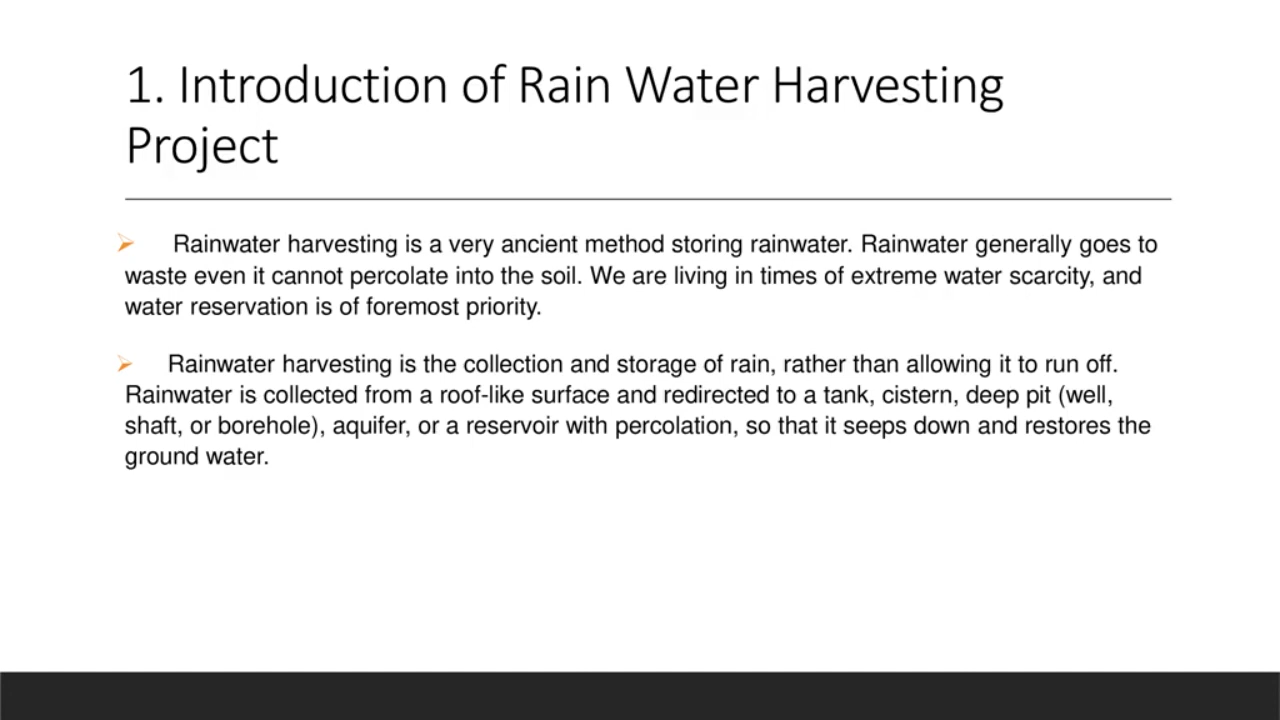 1. Introduction of Rain Water Harvesting
Project
Rainwater harvesting is a very ancient method storing rainwater. Rainwater generally goes to
waste even it cannot percolate into the soil. We are living in times of extreme water scarcity, and
water reservation is of foremost priority.
Rainwater harvesting is the collection and storage of rain, rather than allowing it to run off.
Rainwater is collected from a roof-like surface and redirected to a tank, cistern, deep pit (well,
shaft, or borehole), aquifer, or a reservoir with percolation, so that it seeps down and restores the
ground water.